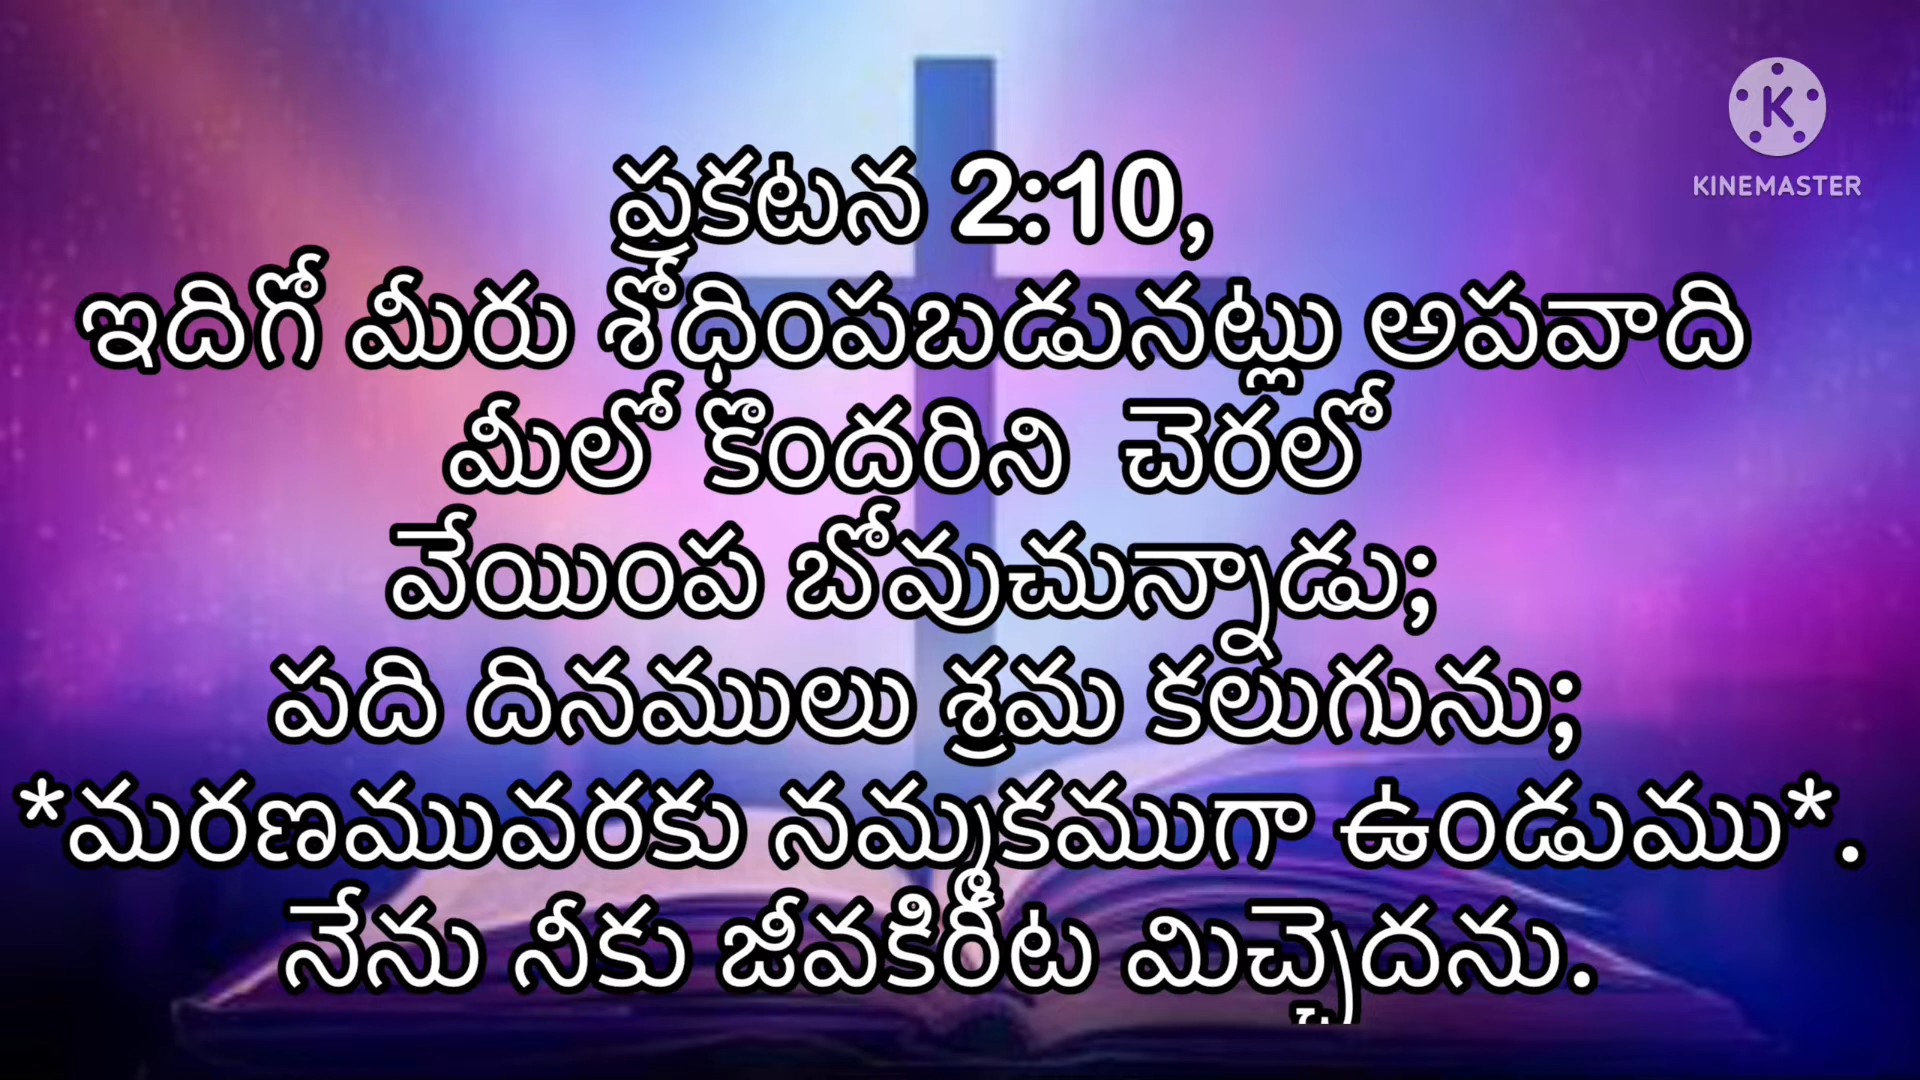 KINEMASTER
ప్రకటన 2:10,
ఇదిగో మీరు శోధింపబడునట్లు అపవాది
మీలో కొందరిని చెరలో
వేయింప బోవుచున్నాడు;
పది దినములు శ్రమ కలుగును;
*మరణమువరకు నమ్మకముగా ఉండుము*.
నేను నీకు జీవకిరీట మిచ్చెదను.